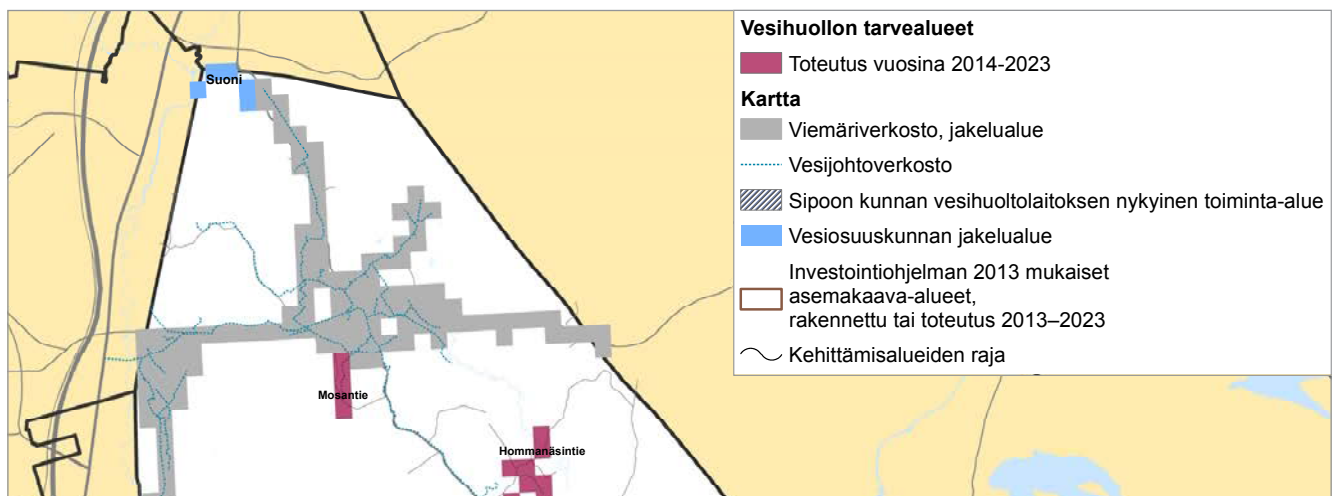 Suoni
Mosantie
Hommanäsintie
Vesihuollon tarvealueet
Toteutus vuosina 2014-2023
Kartta
Viemäriverkosto, jakelualue
Vesijohtoverkosto
Sipoon kunnan vesihuoltolaitoksen nykyinen toiminta-alue
Vesiosuuskunnan jakelualue
Investointiohjelman 2013 mukaiset
asemakaava-alueet,
rakennettu tai toteutus 2013–2023
Kehittämisalueiden raja